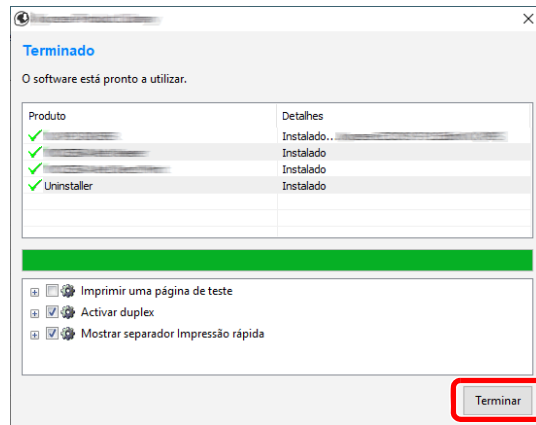 Terminado
O software está pronto a utilizar.
Produto Detalhes
Instalado..
Instalado
Instalado
Uninstaller Instalado
Imprimir uma página de teste
Activar duplex
Mostrar separador Impressão rápida
Terminar